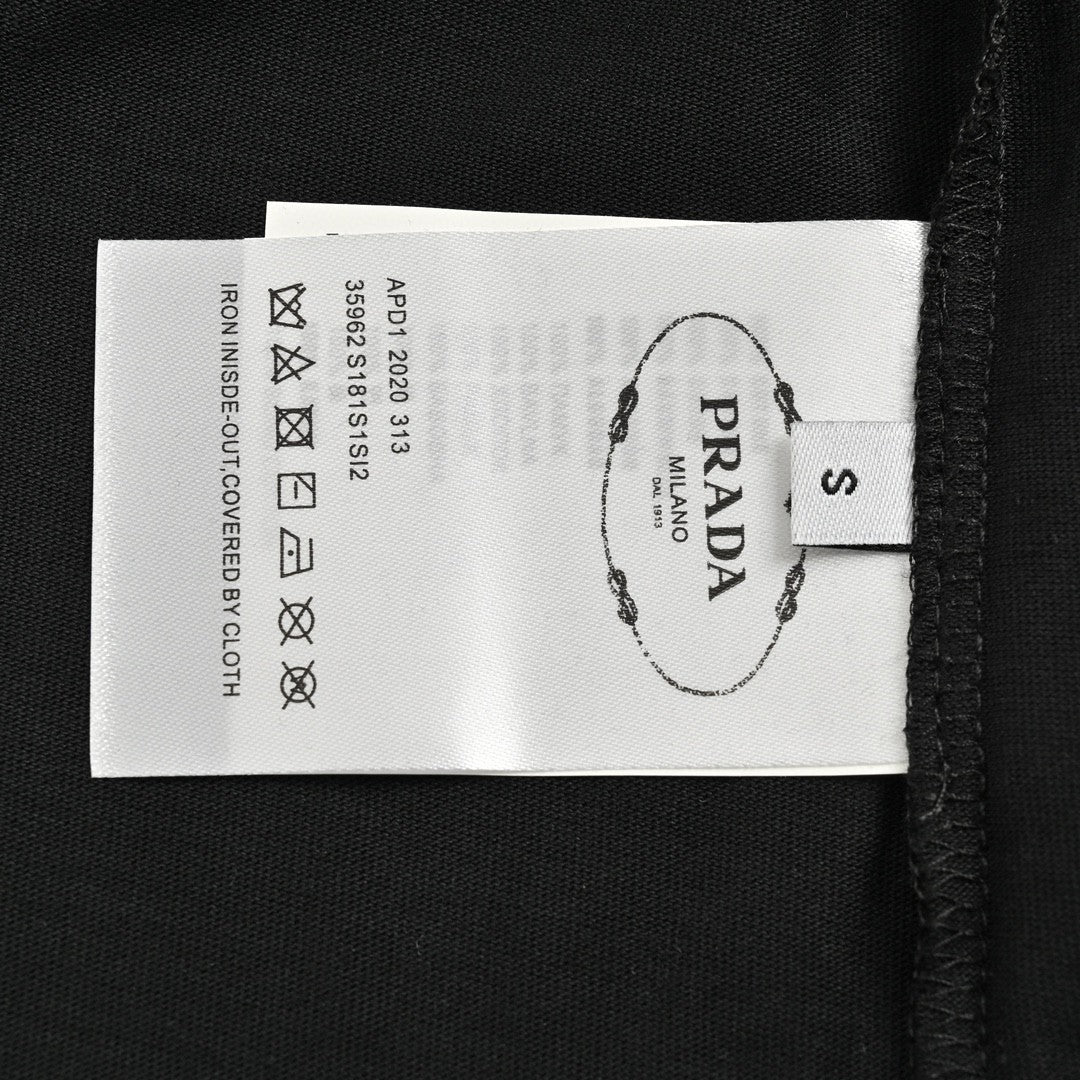 S
PRADA
MILANO
DAL 1913
APD1 2020 313
35962 S181S1SI2
IRON INISDE-OUT,COVERED BY CLOTH